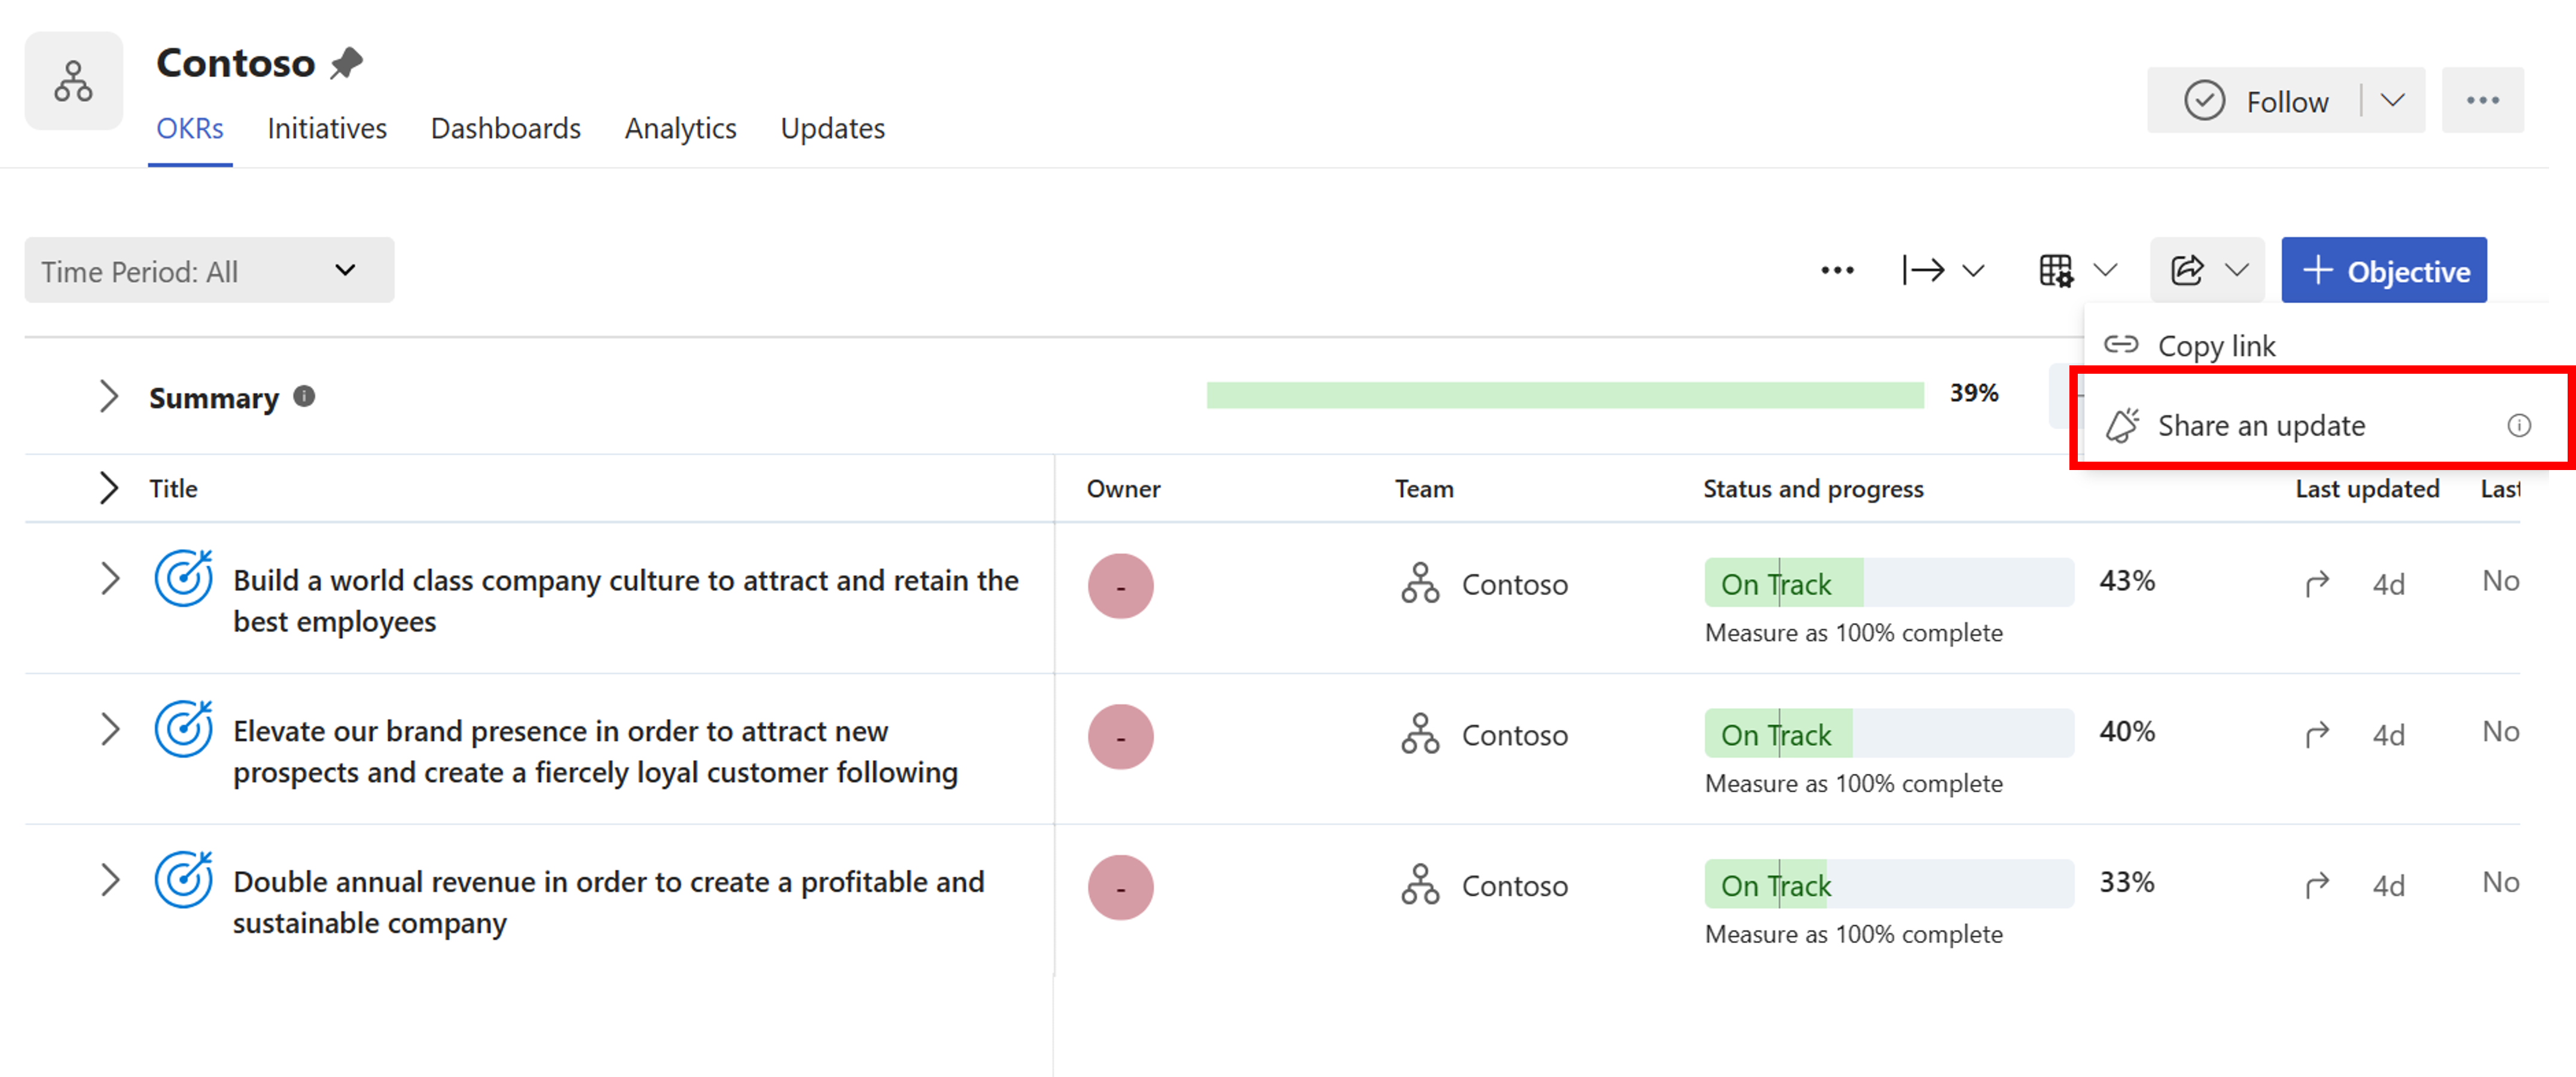 Contoso
OKRs Initiatives Dashboards Analytics Updates
Follow
Time Period: All
Objective
Copy link
Share an update
Summary
39%
Title Owner Team Status and progress Last updated Last
Build a world class company culture to attract and retain the
best employees
- Contoso On Track 43% 4d No
Measure as 100% complete
Elevate our brand presence in order to attract new
prospects and create a fiercely loyal customer following
- Contoso On Track 40% 4d No
Measure as 100% complete
Double annual revenue in order to create a profitable and
sustainable company
- Contoso On Track 33% 4d No
Measure as 100% complete